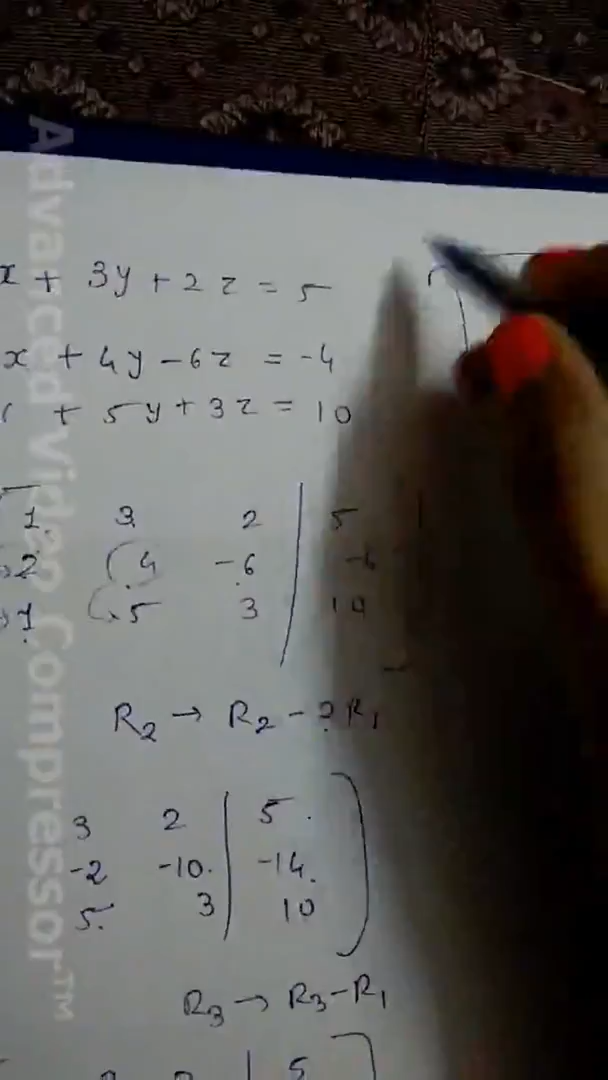 x + 3y + 2z = 5
x + 4y - 6z = -4
+ 5y + 3z = 10
1 3 2 | 5
2 4 -6 |
1 5 3 | 10
R2 → R2 - 2R1
3 2 | 5
-2 -10 | -14
5 3 | 10
R3 → R3 - R1
5
Advanced Video Compressor™